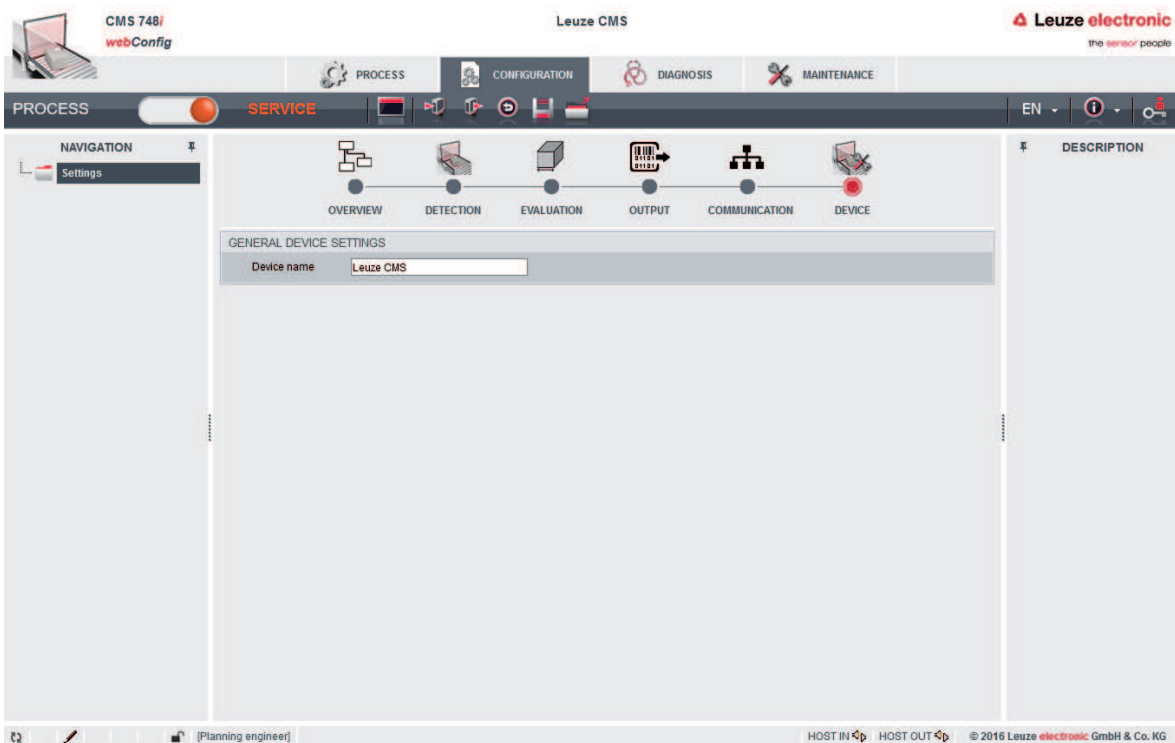 CMS 748i
webConfig
Leuze CMS
Leuze electronic
the sensor people
PROCESS
CONFIGURATION
DIAGNOSIS
MAINTENANCE
PROCESS
SERVICE
EN
NAVIGATION
Settings
OVERVIEW
DETECTION
EVALUATION
OUTPUT
COMMUNICATION
DEVICE
DESCRIPTION
GENERAL DEVICE SETTINGS
Device name Leuze CMS
[Planning engineer]
HOST IN
HOST OUT
© 2016 Leuze electronic GmbH & Co. KG